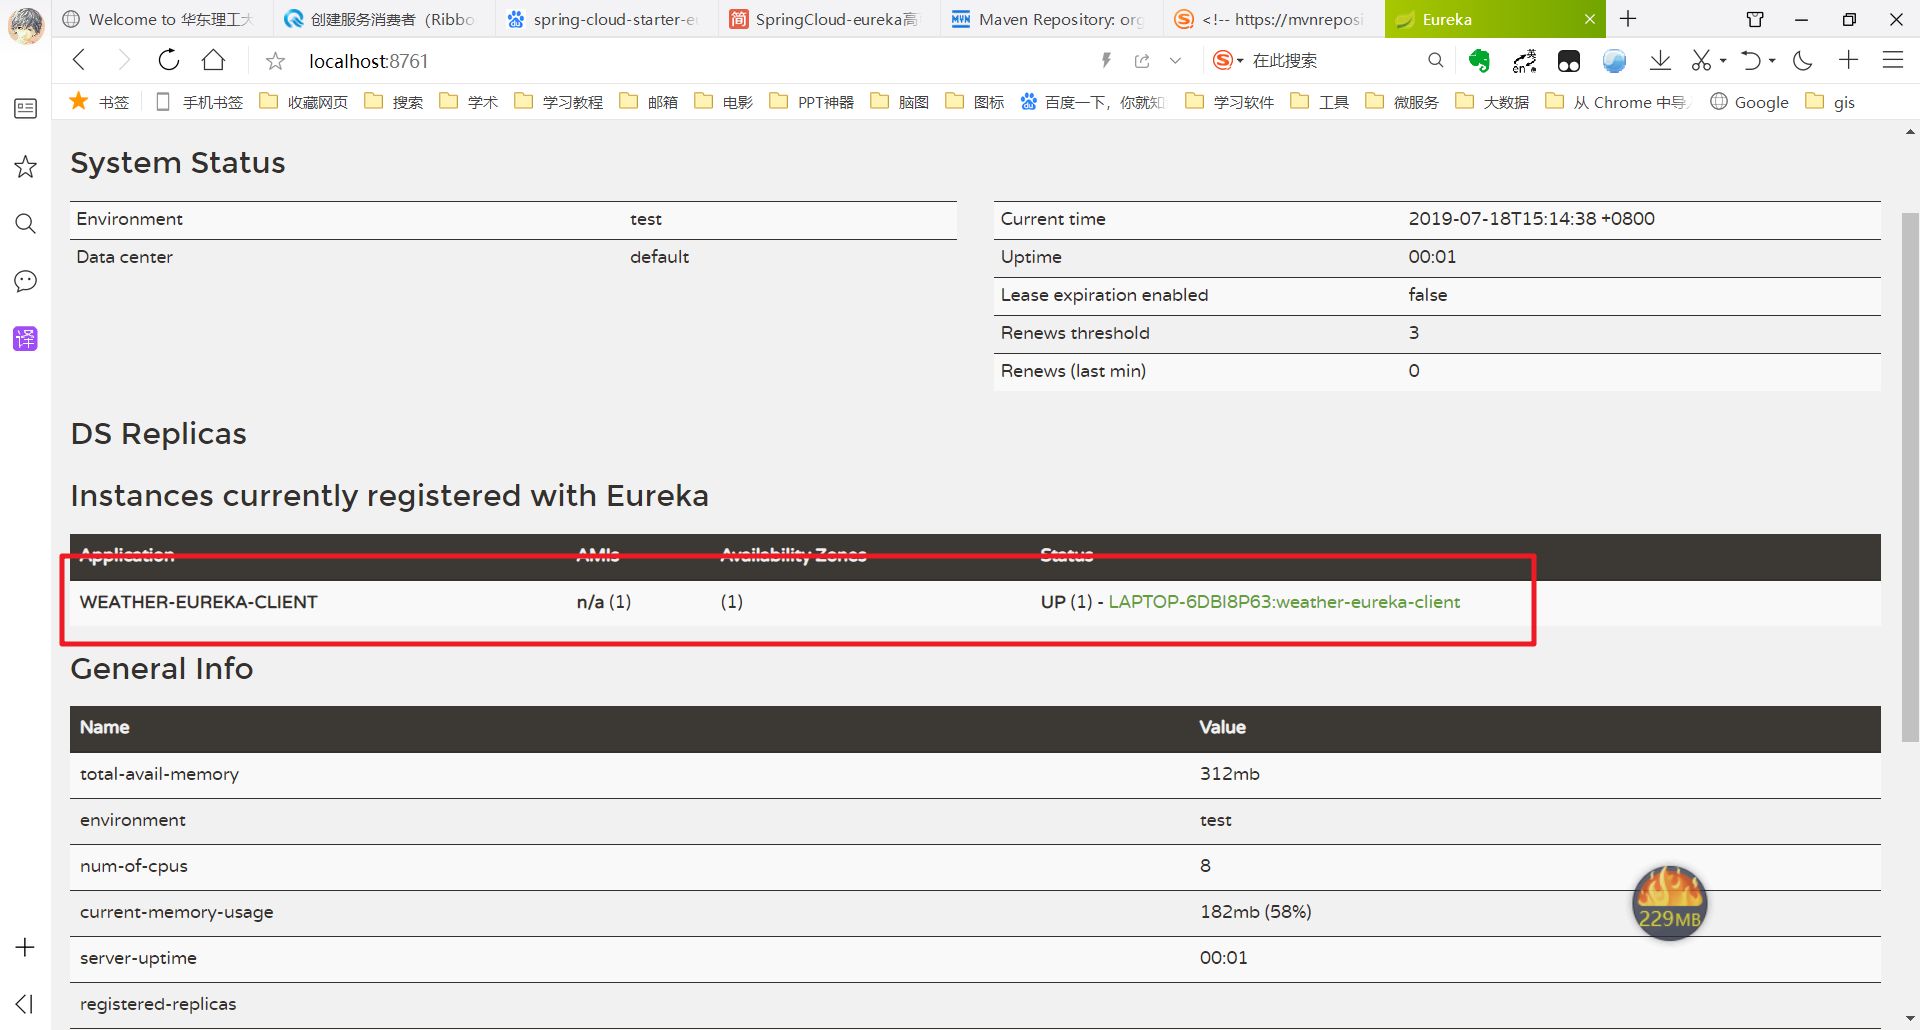 Welcome to 华东理工大
创建服务消费者（Ribbo
spring-cloud-starter-eu
SpringCloud-eureka高
Maven Repository: org
<!-- https://mvnreposi
Eureka
localhost:8761
在此搜索
英
en
书签
手机书签
收藏网页
搜索
学术
学习教程
邮箱
电影
PPT神器
脑图
图标
百度一下，你就知
学习软件
工具
微服务
大数据
从 Chrome 中导
Google
gis
译
System Status
Environment test
Data center default
Current time 2019-07-18T15:14:38 +0800
Uptime 00:01
Lease expiration enabled false
Renews threshold 3
Renews (last min) 0
DS Replicas
Instances currently registered with Eureka
Application AMIs Availability Zones Status
WEATHER-EUREKA-CLIENT n/a (1) (1) UP (1) - LAPTOP-6DBI8P63:weather-eureka-client
General Info
Name Value
total-avail-memory 312mb
environment test
num-of-cpus 8
current-memory-usage 182mb (58%)
server-uptime 00:01
registered-replicas
229MB